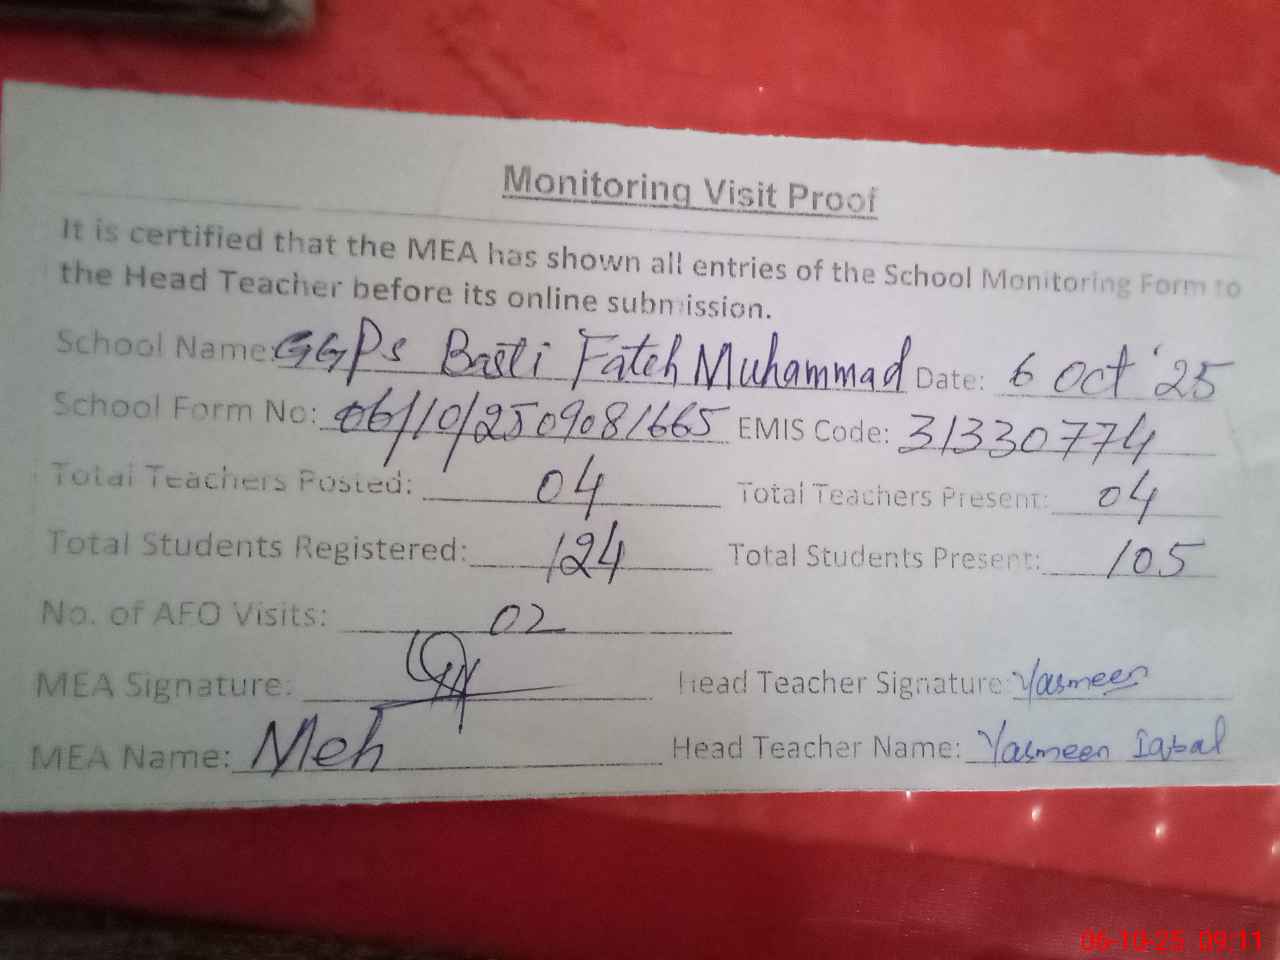 Monitoring Visit Proof
It is certified that the MEA has shown all entries of the School Monitoring Form to
the Head Teacher before its online submission.
School Name: GGPS Basti Fateh Muhammad Date: 6 Oct '25
School Form No: 06/10/2509081665 EMIS Code: 31330774
Total Teachers Posted: 04 Total Teachers Present: 04
Total Students Registered: 124 Total Students Present: 105
No. of AEO Visits: 02
MEA Signature: Head Teacher Signature: Yasmeen
MEA Name: Meh Head Teacher Name: Yasmeen Iqbal
06-10-25 09:11